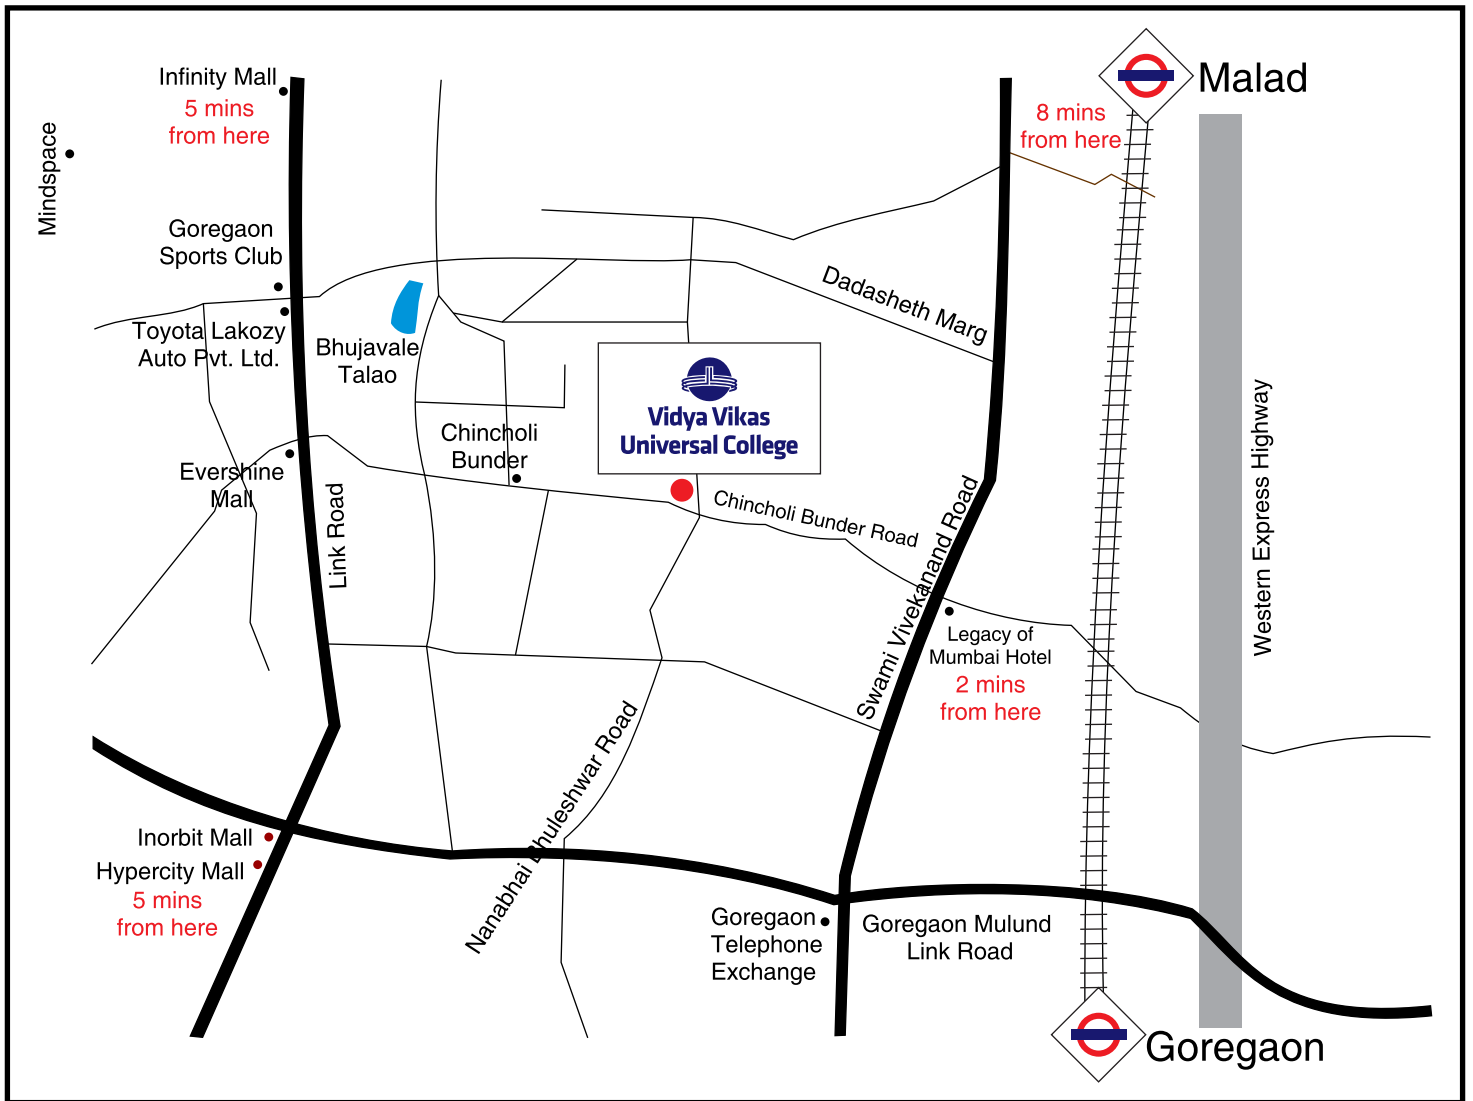 Malad
Infinity Mall
5 mins
from here
8 mins
from here
Mindspace
Goregaon
Sports Club
Dadasheth Marg
Toyota Lakozy
Auto Pvt. Ltd.
Bhujavale
Talao
Vidya Vikas
Universal College
Chincholi
Bunder
Evershine
Mall
Link Road
Chincholi Bunder Road
Swami Vivekanand Road
Western Express Highway
Legacy of
Mumbai Hotel
2 mins
from here
Nanabhai Bhuleshwar Road
Inorbit Mall
Hypercity Mall
5 mins
from here
Goregaon
Telephone
Exchange
Goregaon Mulund
Link Road
Goregaon